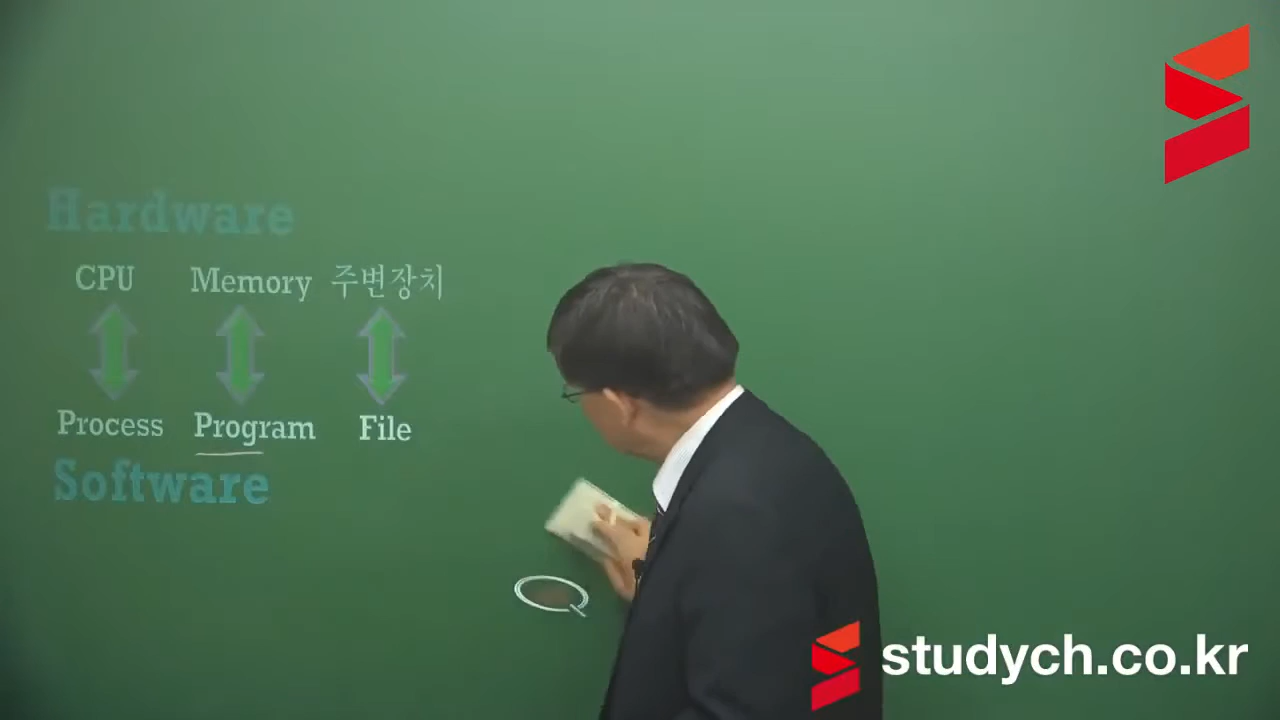 Hardware
CPU Memory 주변장치
Process Program File
Software
studych.co.kr